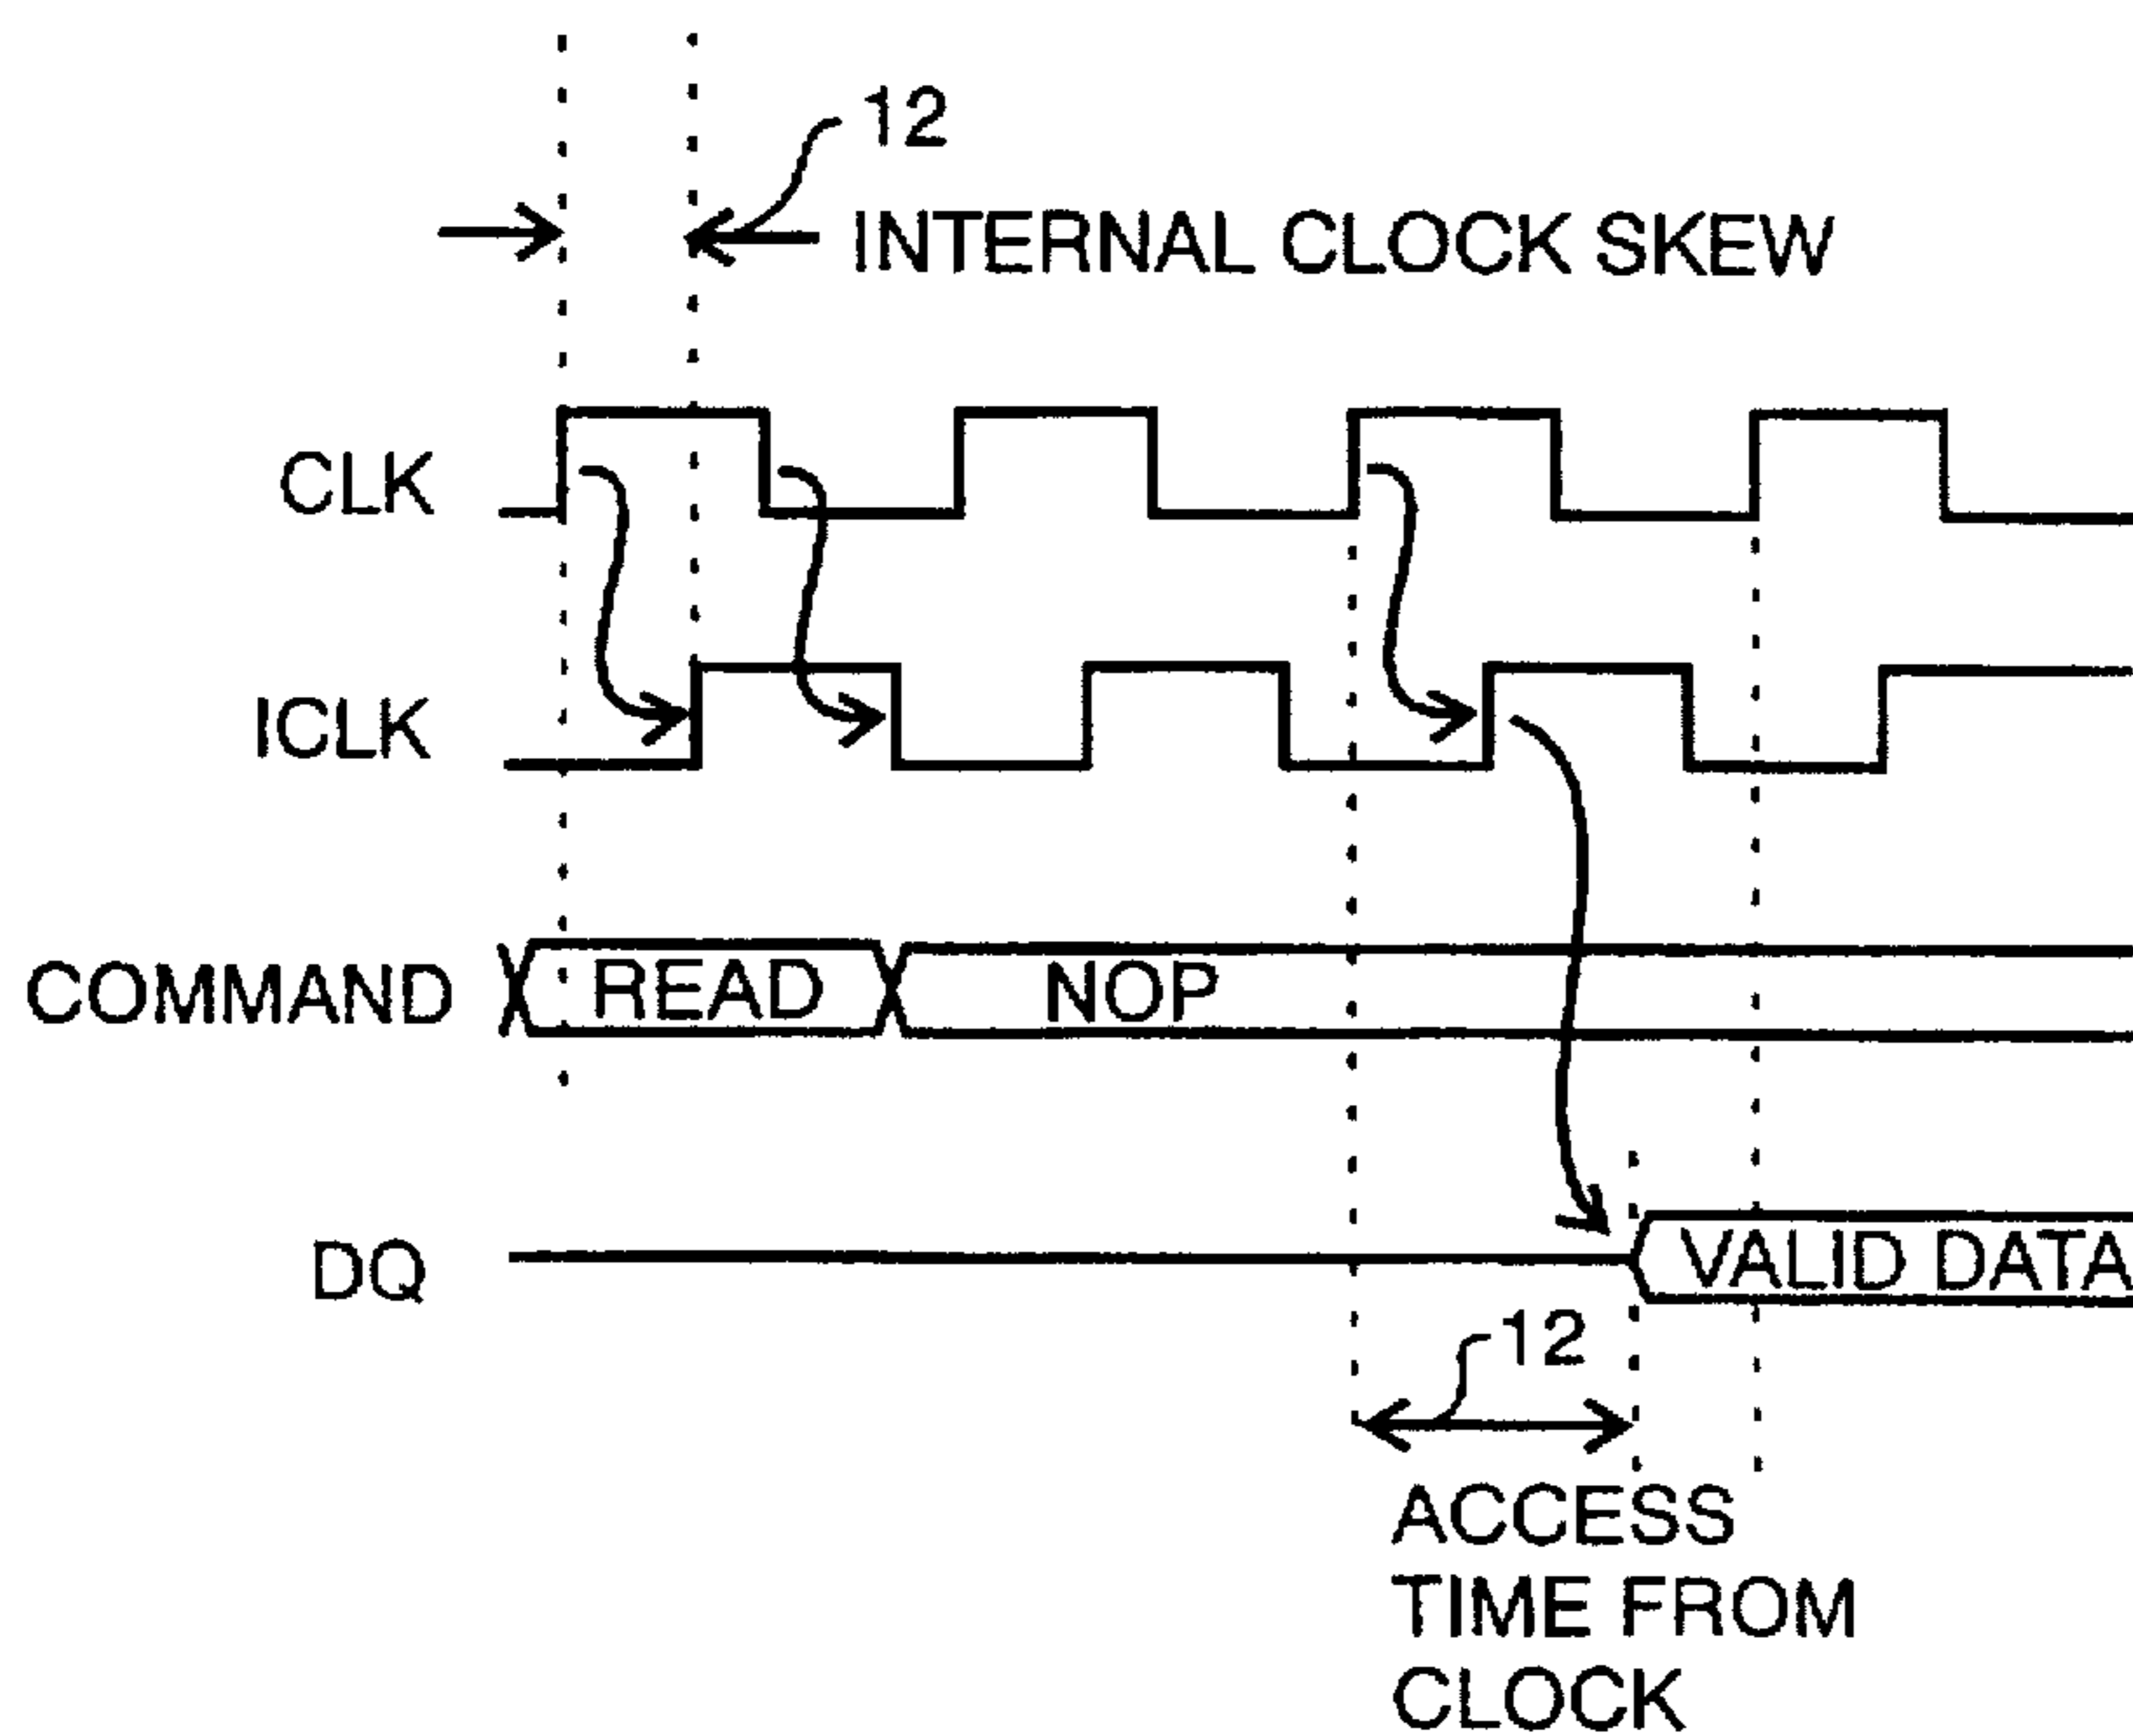 12
INTERNAL CLOCK SKEW
CLK
ICLK
COMMAND READ NOP
DQ VALID DATA
12
ACCESS
TIME FROM
CLOCK